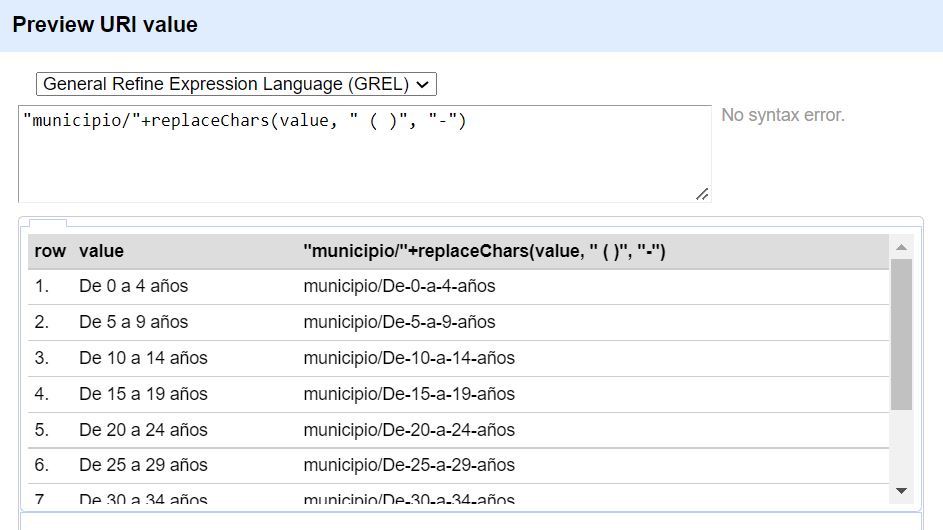 Preview URI value
General Refine Expression Language (GREL)
"municipio/"+replaceChars(value, " ( )", "-")
No syntax error.
row value "municipio/"+replaceChars(value, " ( )", "-")
1. De 0 a 4 años municipio/De-0-a-4-años
2. De 5 a 9 años municipio/De-5-a-9-años
3. De 10 a 14 años municipio/De-10-a-14-años
4. De 15 a 19 años municipio/De-15-a-19-años
5. De 20 a 24 años municipio/De-20-a-24-años
6. De 25 a 29 años municipio/De-25-a-29-años
7 De 30 a 34 años municipio/De-30-a-34-años